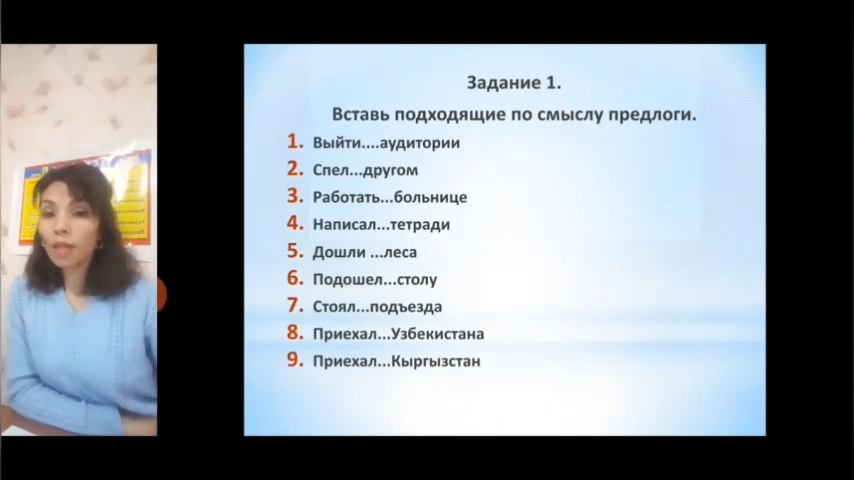 Задание 1.
Вставь подходящие по смыслу предлоги.
1. Выйти....аудитории
2. Спел...другом
3. Работать...больнице
4. Написал...тетради
5. Дошли ...леса
6. Подошел...столу
7. Стоял...подъезда
8. Приехал...Узбекистана
9. Приехал...Кыргызстан